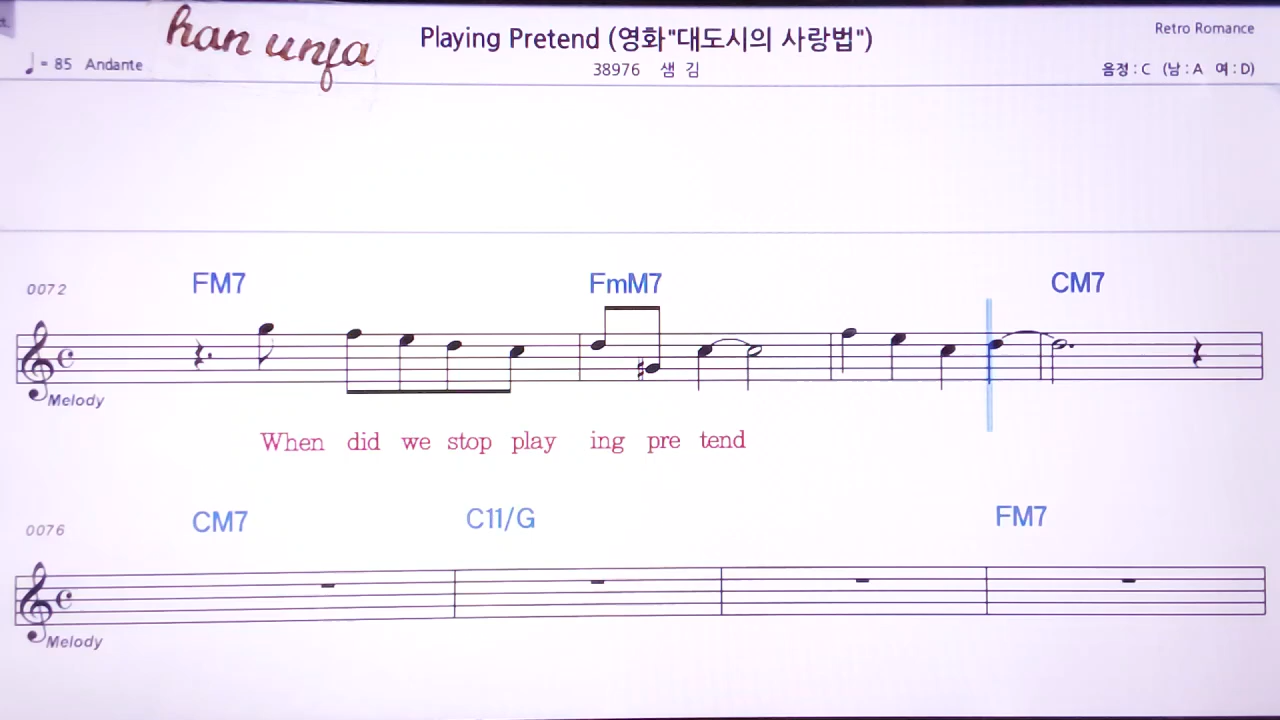 han unfa
Playing Pretend (영화"대도시의 사랑법")
Retro Romance
♩= 85 Andante
38976 샘 김
음정 : C (남 : A 여 : D)
0072
FM7 FmM7 CM7
Melody
When did we stop play ing pre tend
0076
CM7 C11/G FM7
Melody